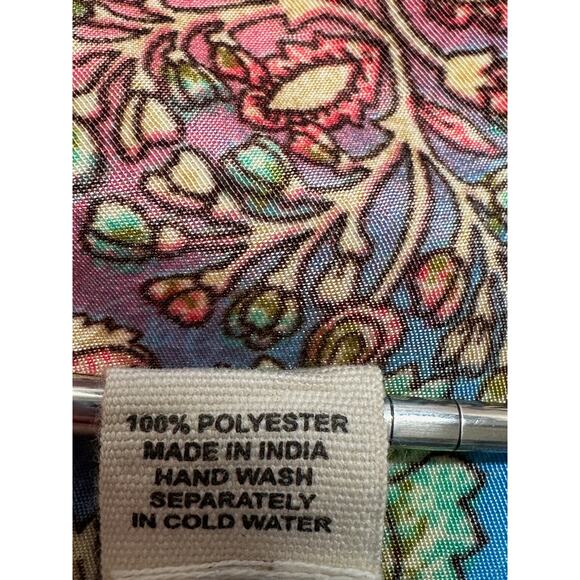 100% POLYESTER
MADE IN INDIA
HAND WASH
SEPARATELY
IN COLD WATER